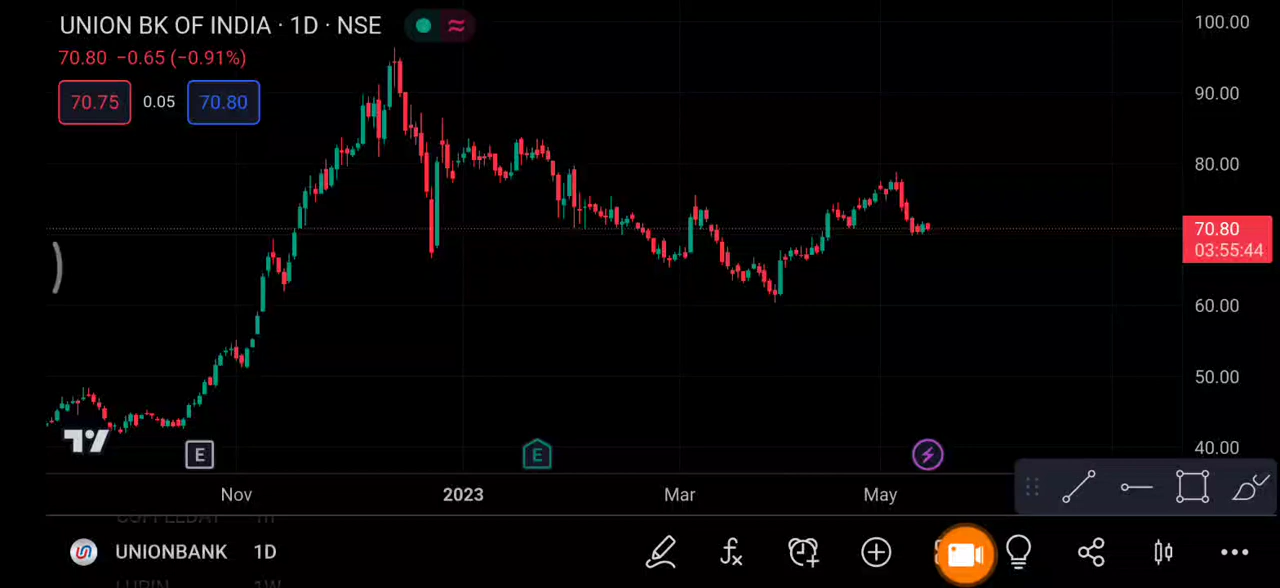 UNION BK OF INDIA · 1D · NSE
70.80 −0.65 (−0.91%)
70.75 0.05 70.80
100.00
90.00
80.00
70.80
03:55:44
60.00
50.00
40.00
E E
Nov 2023 Mar May
UNIONBANK 1D